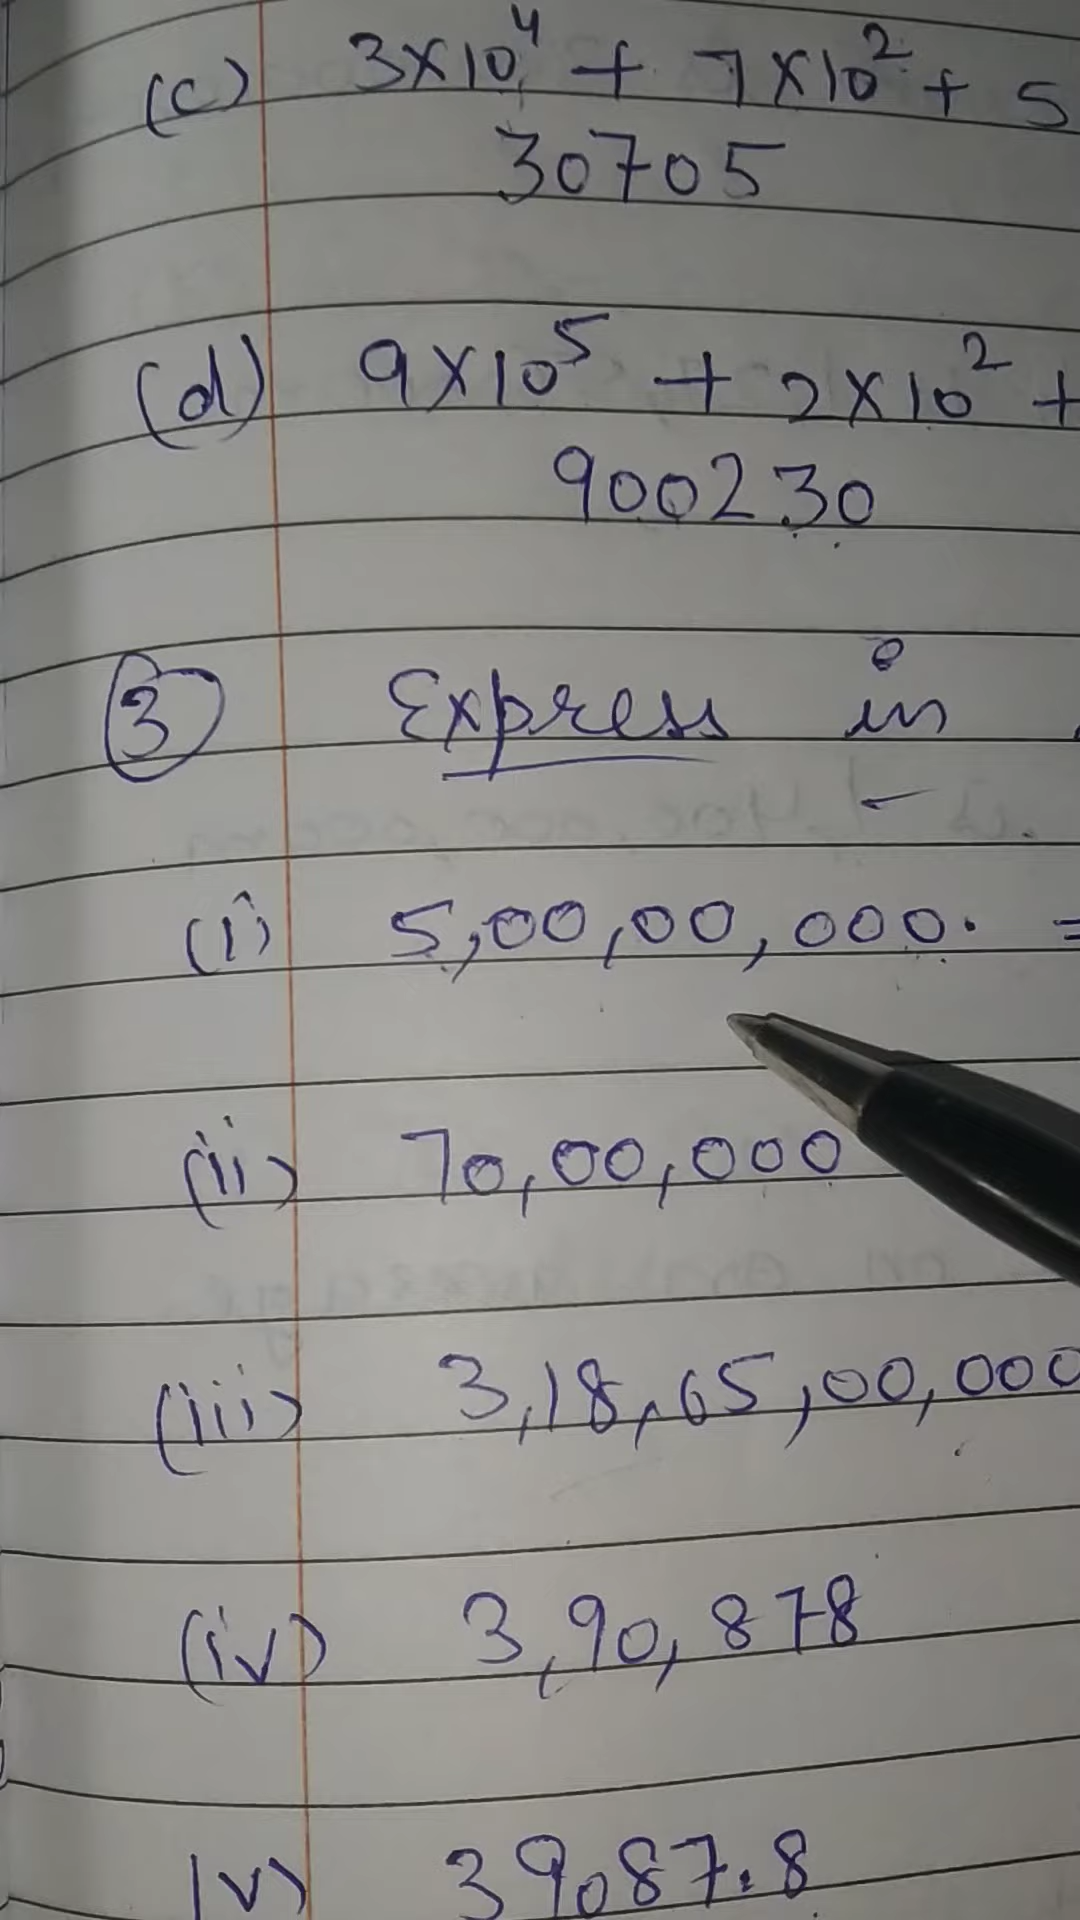 (c) 3×10⁴ + 7×10² + 5
30705
(d) 9×10⁵ + 2×10² +
900230
③ Express in
(i) 5,00,00,000. =
(ii) 70,00,000
(iii) 3,18,65,00,000
(iv) 3,90,878
(v) 39087.8